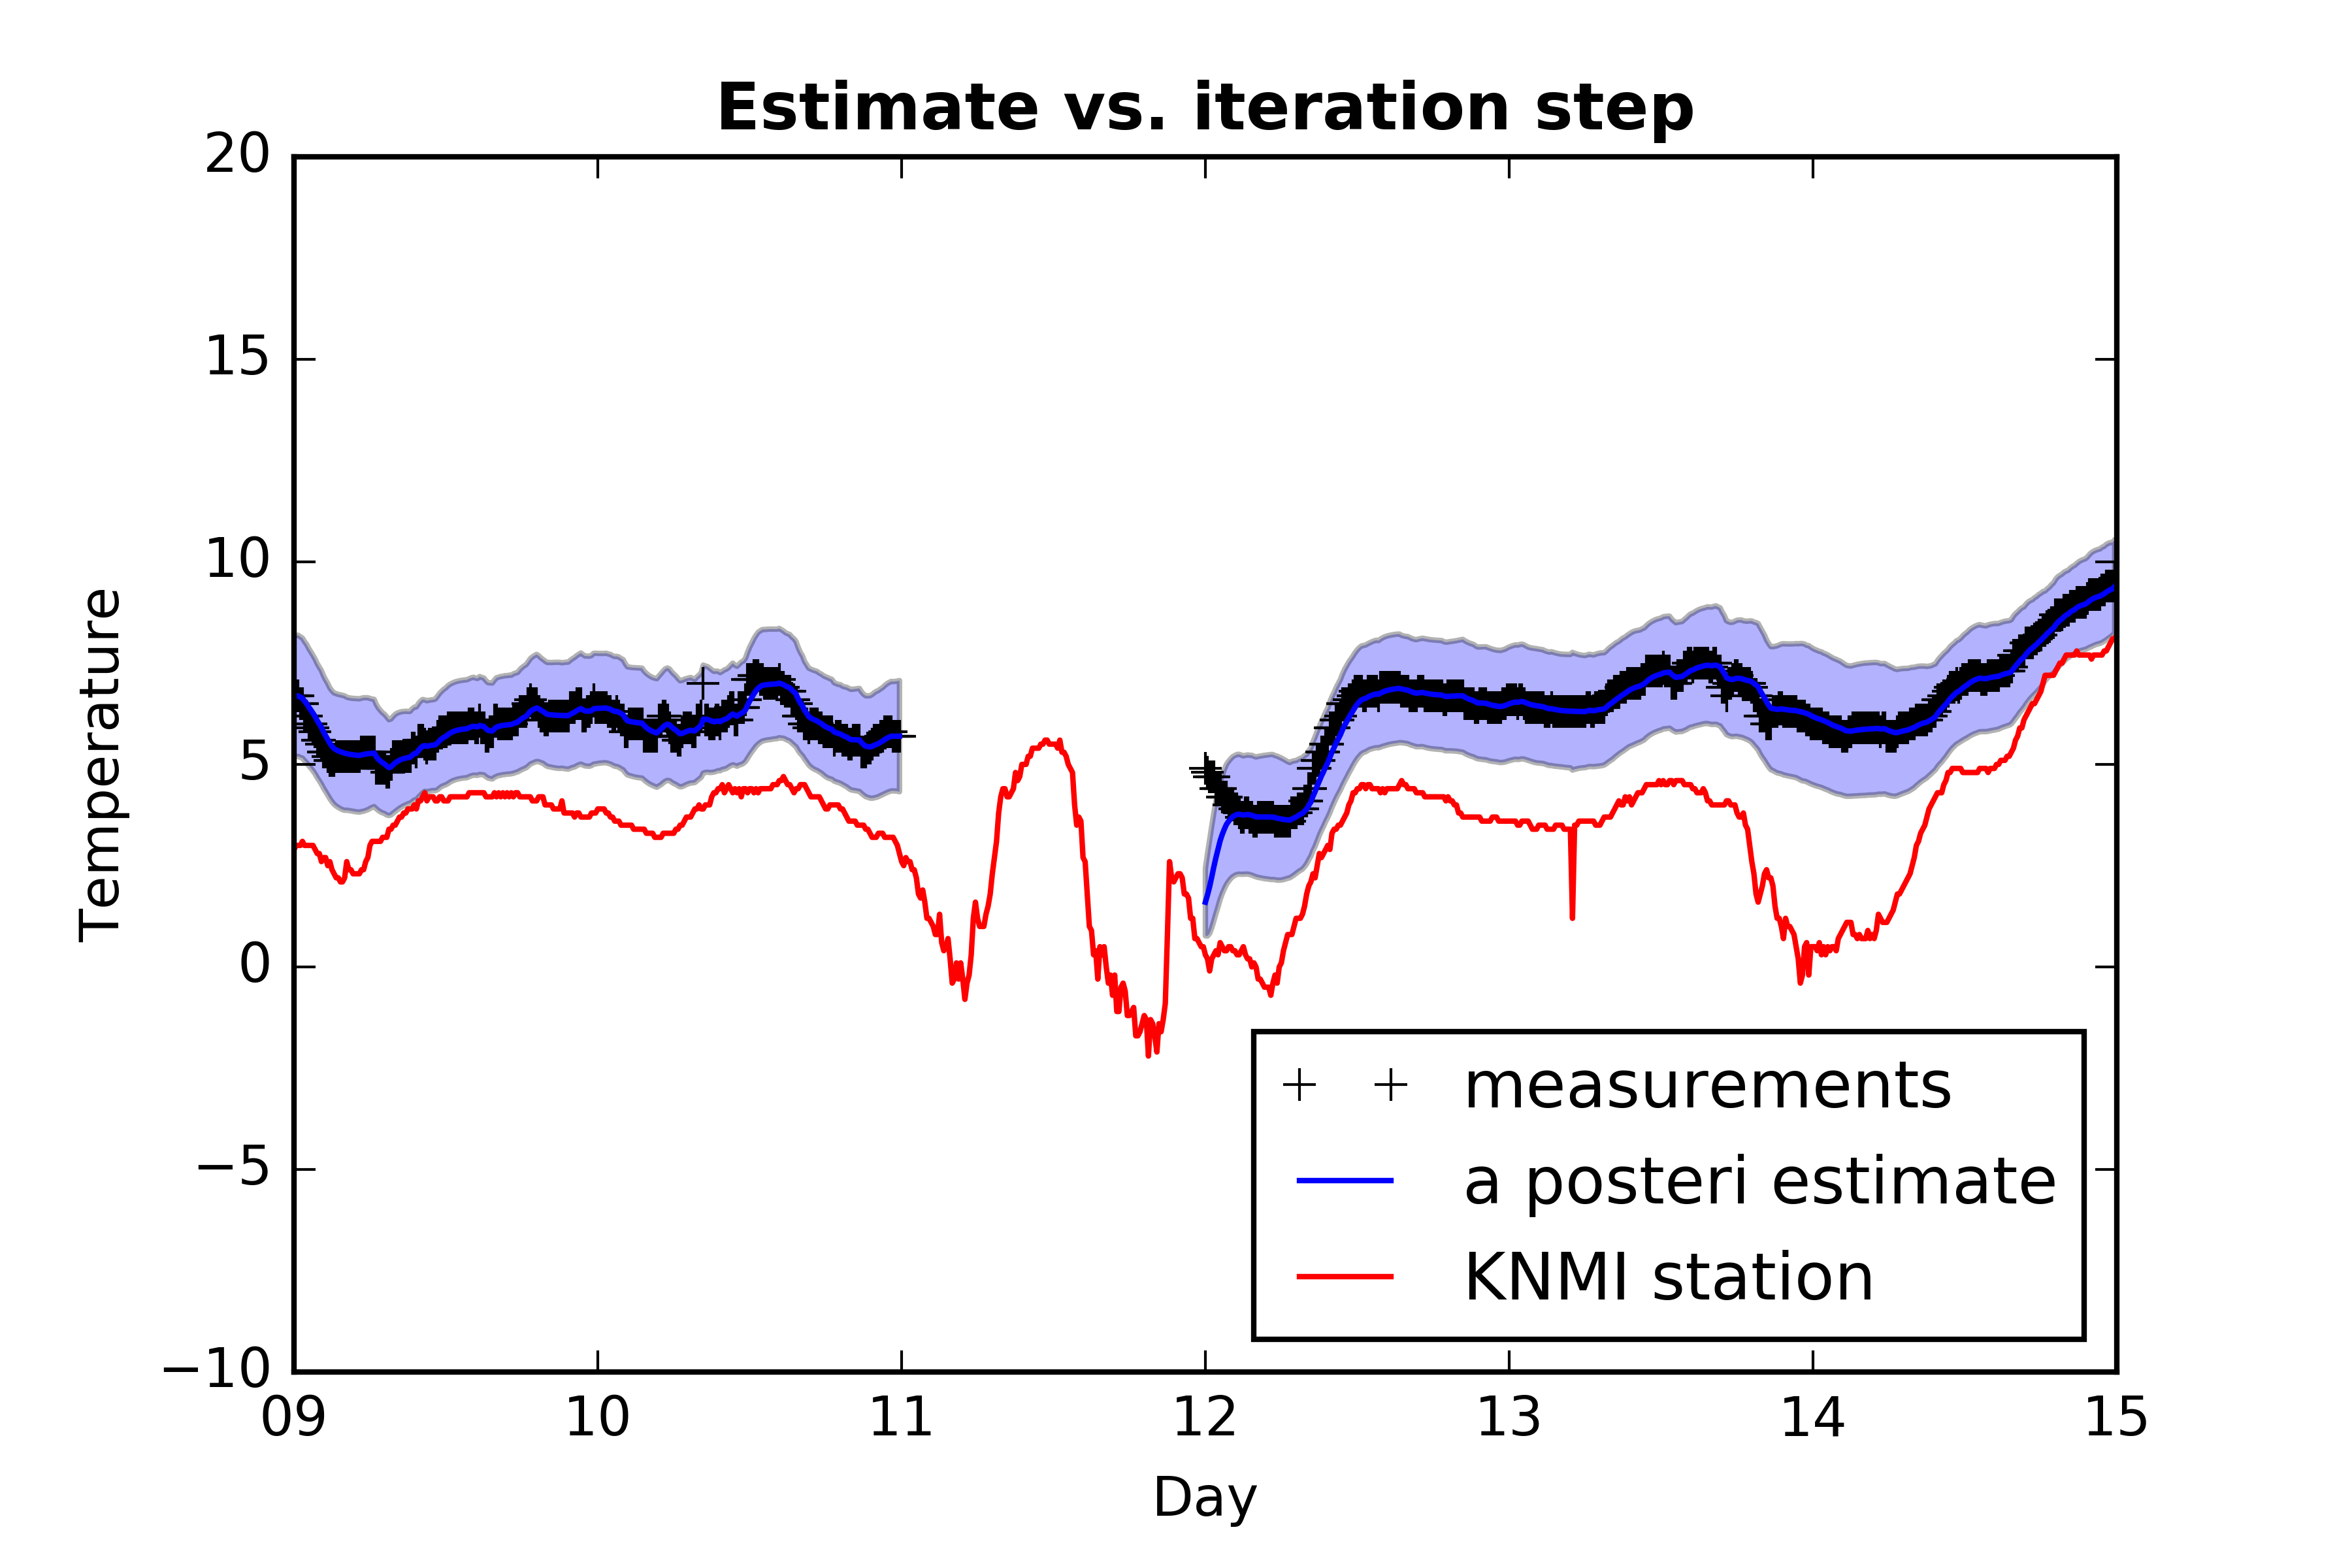 Estimate vs. iteration step
20
15
10
5
0
−5
−10
Temperature
measurements
a posteri estimate
KNMI station
09 10 11 12 13 14 15
Day